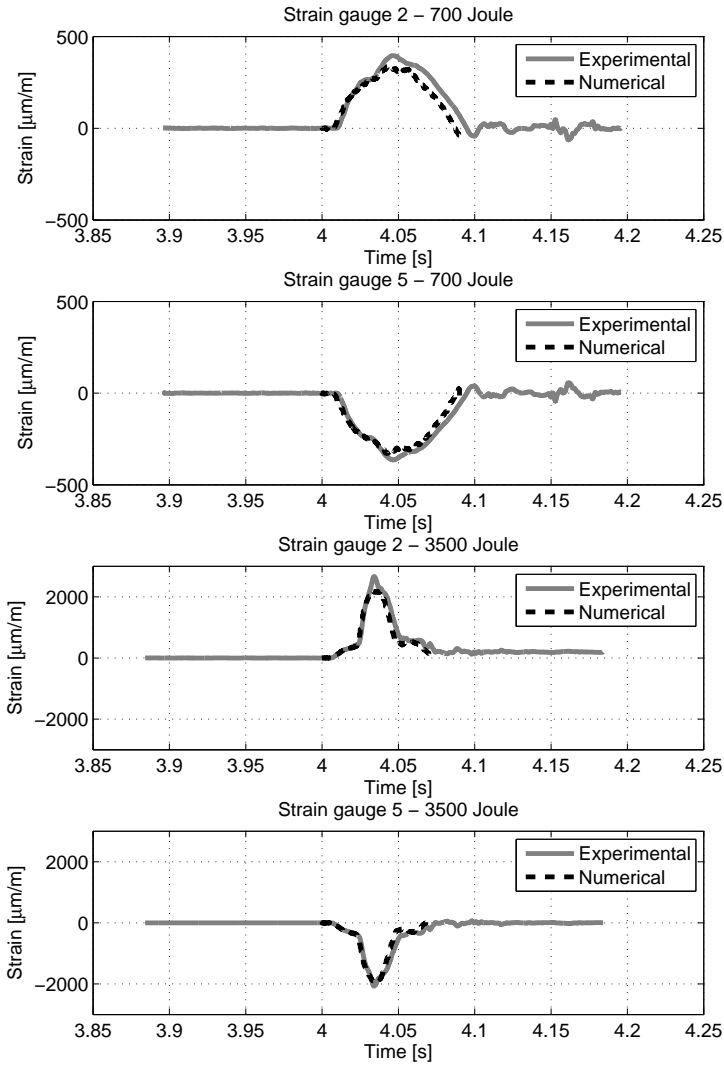 Strain gauge 2 − 700 Joule
500
0
−500
Strain [μm/m]
Experimental
Numerical
3.85 3.9 3.95 4 4.05 4.1 4.15 4.2 4.25
Time [s]
Strain gauge 5 − 700 Joule
500
0
−500
Strain [μm/m]
Experimental
Numerical
3.85 3.9 3.95 4 4.05 4.1 4.15 4.2 4.25
Time [s]
Strain gauge 2 − 3500 Joule
2000
0
−2000
Strain [μm/m]
Experimental
Numerical
3.85 3.9 3.95 4 4.05 4.1 4.15 4.2 4.25
Time [s]
Strain gauge 5 − 3500 Joule
2000
0
−2000
Strain [μm/m]
Experimental
Numerical
3.85 3.9 3.95 4 4.05 4.1 4.15 4.2 4.25
Time [s]